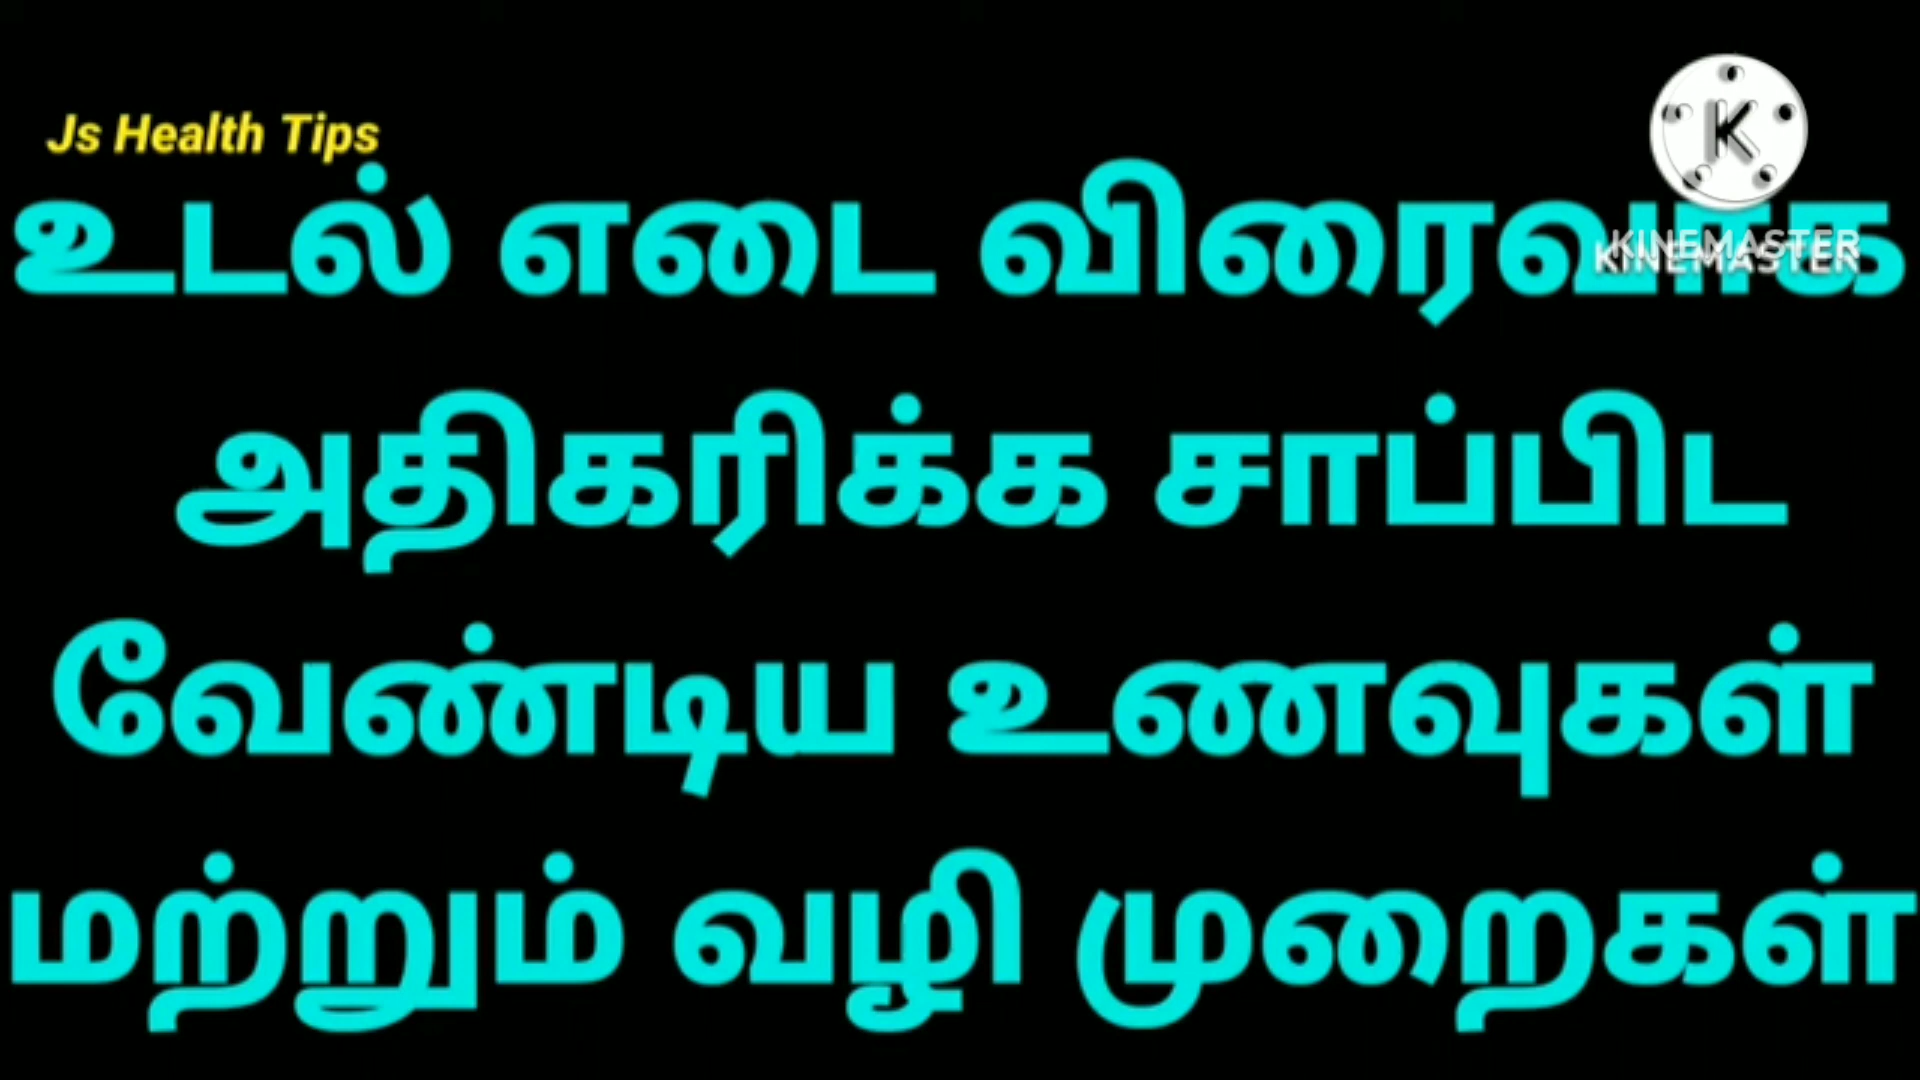 Js Health Tips
KINEMASTER
உடல் எடை விரைவாக
அதிகரிக்க சாப்பிட
வேண்டிய உணவுகள்
மற்றும் வழி முறைகள்